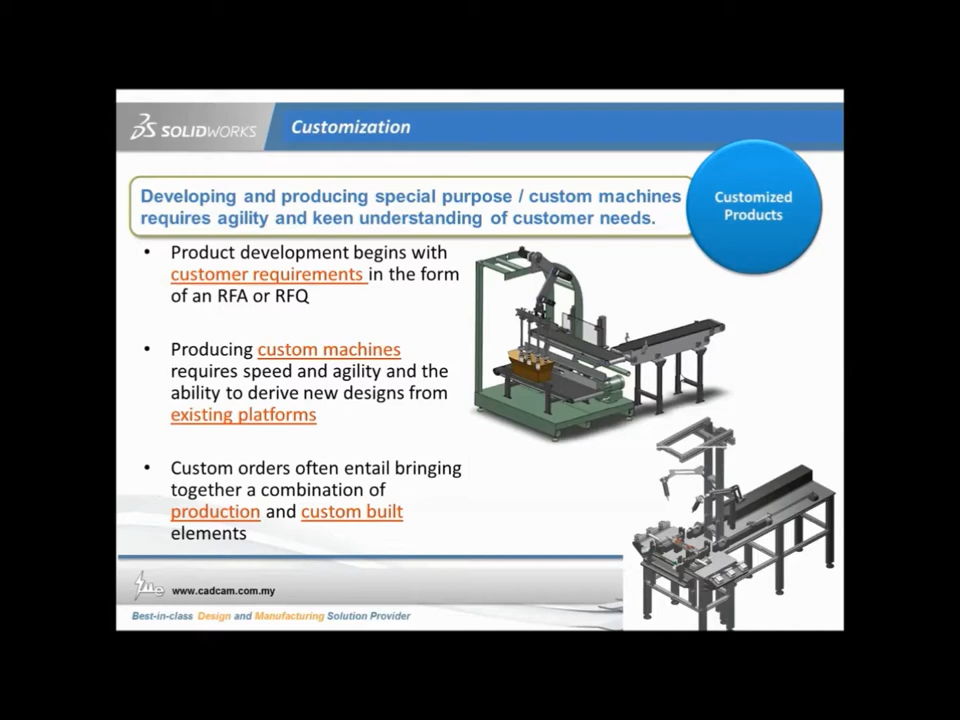 SOLIDWORKS
Customization
Developing and producing special purpose / custom machines
requires agility and keen understanding of customer needs.
Customized
Products
• Product development begins with
customer requirements in the form
of an RFA or RFQ
• Producing custom machines
requires speed and agility and the
ability to derive new designs from
existing platforms
• Custom orders often entail bringing
together a combination of
production and custom built
elements
www.cadcam.com.my
Best-in-class Design and Manufacturing Solution Provider